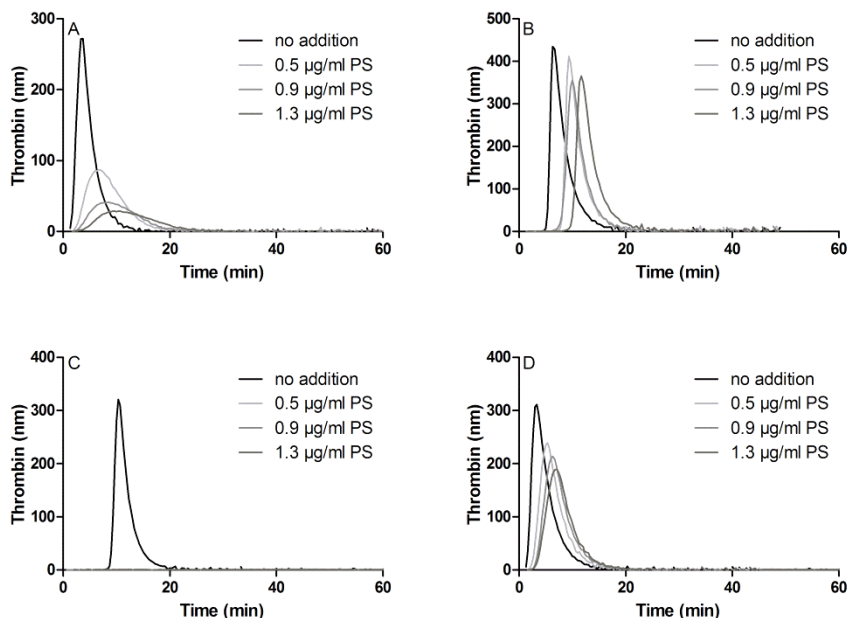 A
300
200
100
0
Thrombin (nm)
no addition
0.5 µg/ml PS
0.9 µg/ml PS
1.3 µg/ml PS
0 20 40 60
Time (min)
B
500
400
300
200
100
0
Thrombin (nm)
no addition
0.5 µg/ml PS
0.9 µg/ml PS
1.3 µg/ml PS
0 20 40 60
Time (min)
C
400
300
200
100
0
Thrombin (nm)
no addition
0.5 µg/ml PS
0.9 µg/ml PS
1.3 µg/ml PS
0 20 40 60
Time (min)
D
400
300
200
100
0
Thrombin (nm)
no addition
0.5 µg/ml PS
0.9 µg/ml PS
1.3 µg/ml PS
0 20 40 60
Time (min)